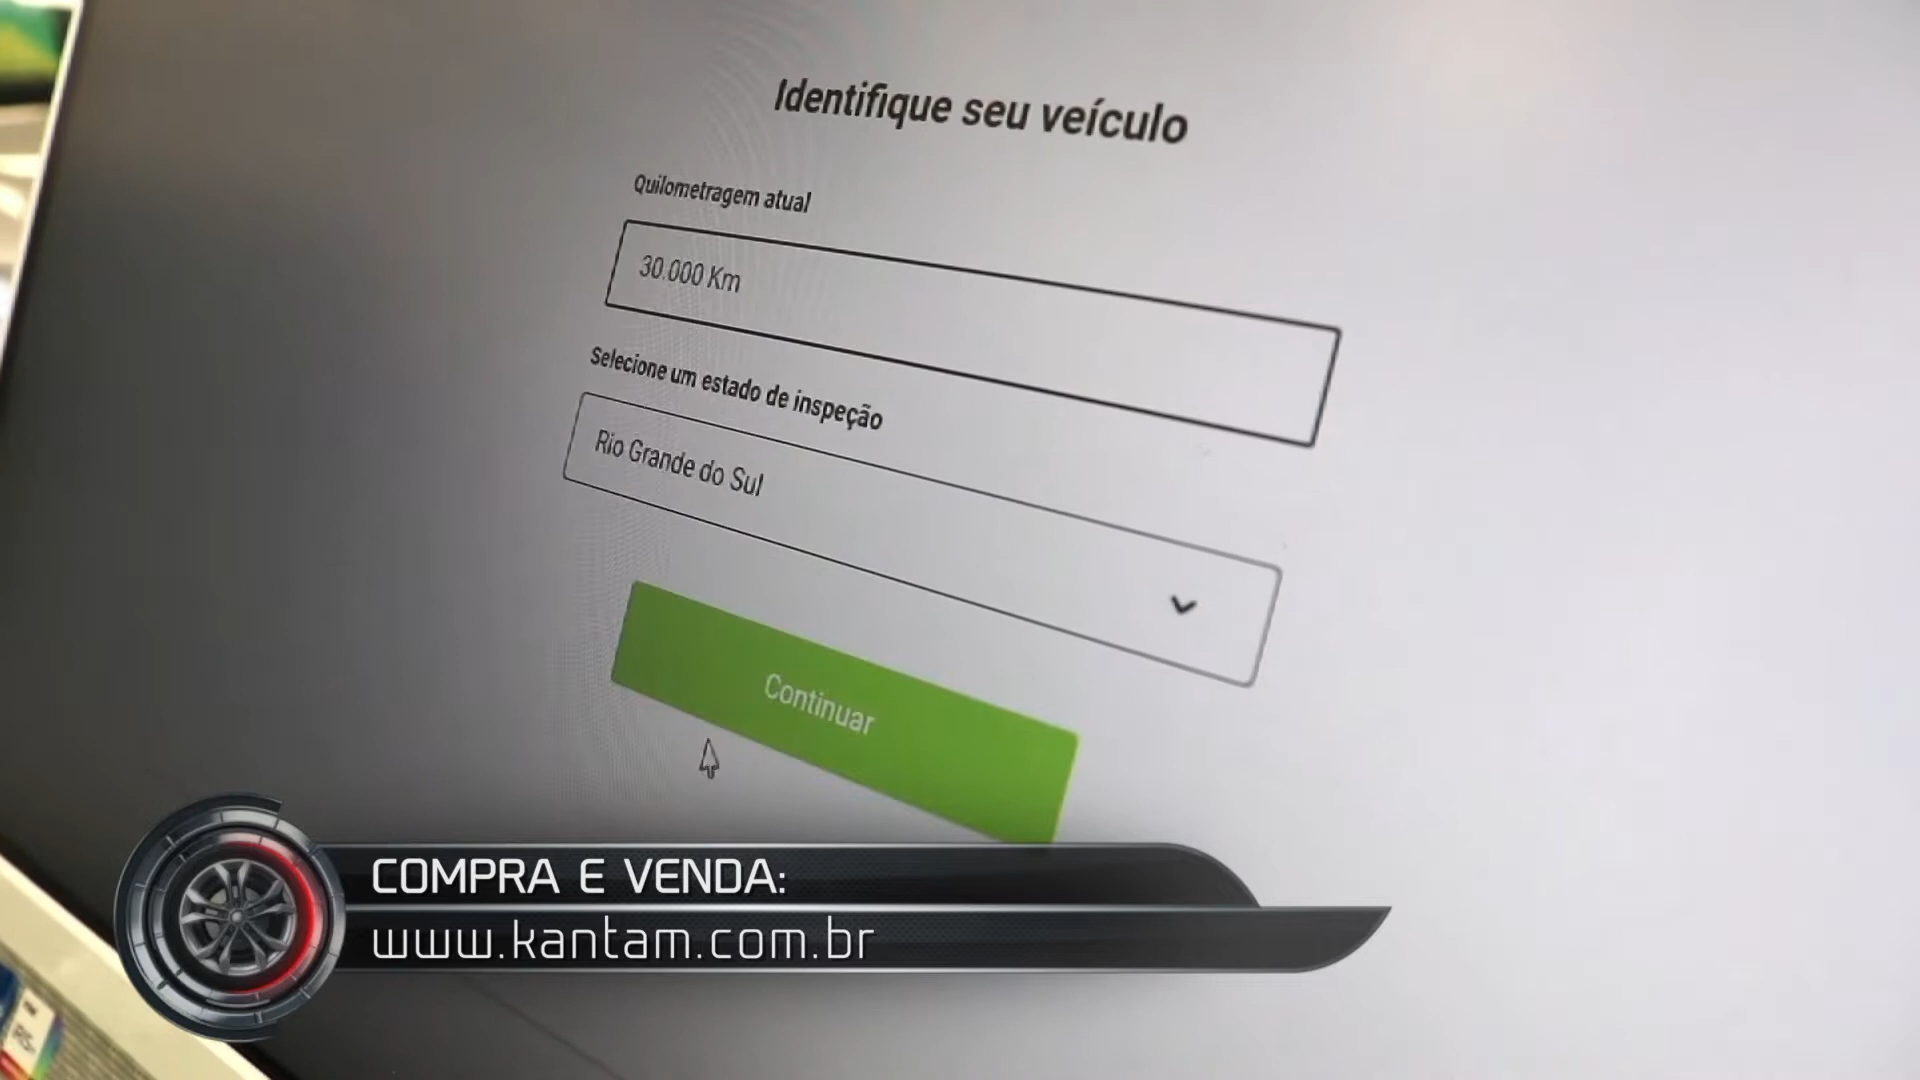 Identifique seu veículo
Quilometragem atual
30.000 Km
Selecione um estado de inspeção
Rio Grande do Sul
Continuar
COMPRA E VENDA:
www.kantam.com.br